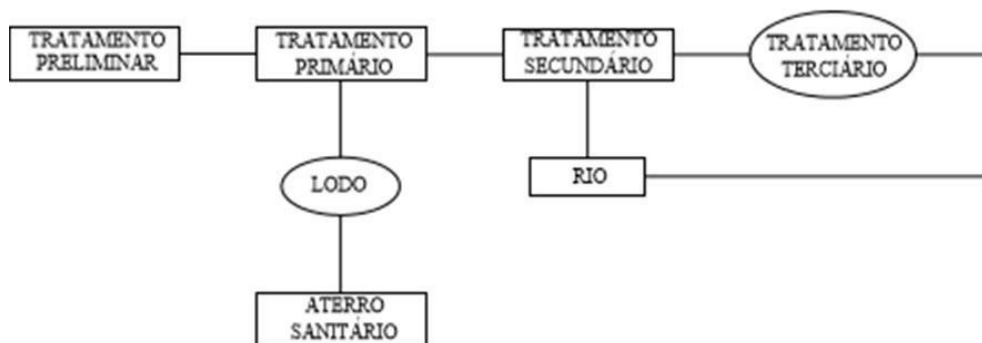 TRATAMENTO
PRELIMINAR
TRATAMENTO
PRIMÁRIO
TRATAMENTO
SECUNDÁRIO
TRATAMENTO
TERCIÁRIO
LODO
RIO
ATERRO
SANITÁRIO